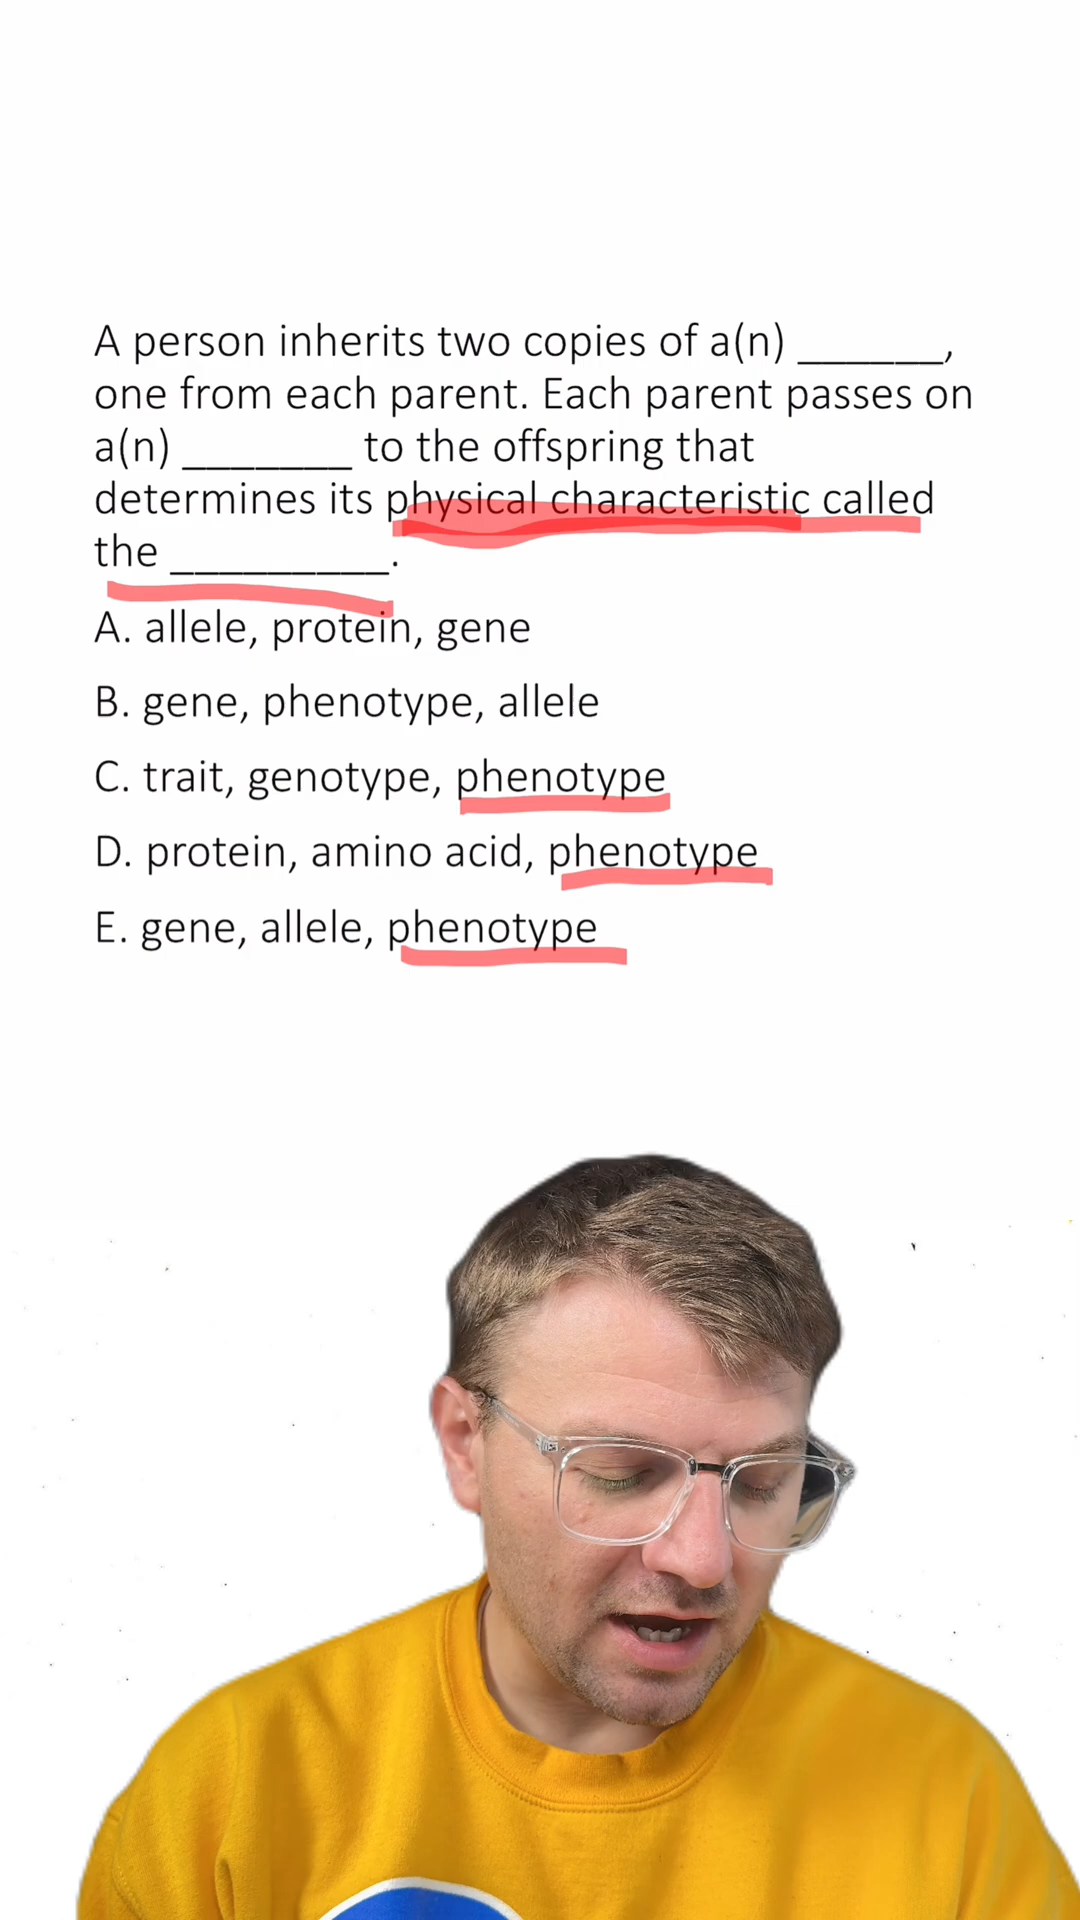 A person inherits two copies of a(n) ______,
one from each parent. Each parent passes on
a(n) _______ to the offspring that
determines its physical characteristic called
the _________.
A. allele, protein, gene
B. gene, phenotype, allele
C. trait, genotype, phenotype
D. protein, amino acid, phenotype
E. gene, allele, phenotype